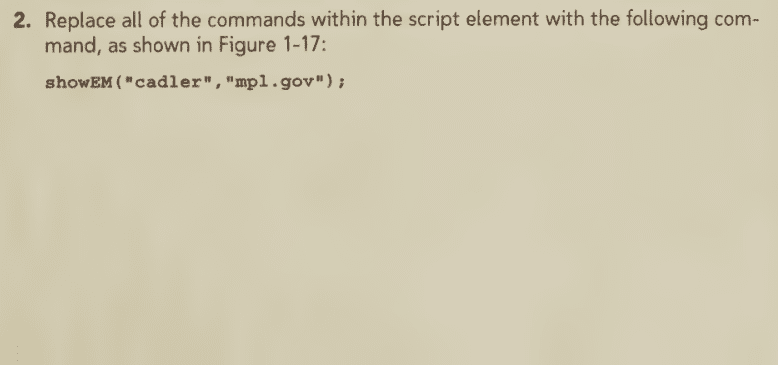 2. Replace all of the commands within the script element with the following com-
mand, as shown in Figure 1-17:
showEM("cadler","mpl.gov");